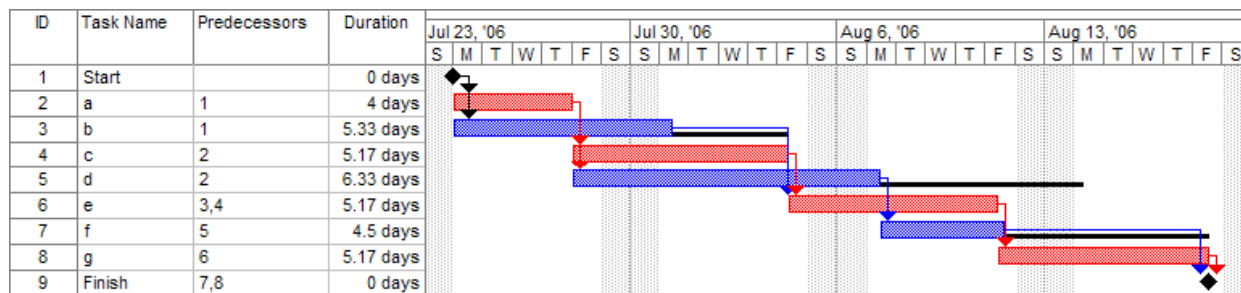 ID Task Name Predecessors Duration Jul 23, '06 Jul 30, '06 Aug 6, '06 Aug 13, '06
S M T W T F S S M T W T F S S M T W T F S S M T W T F S
1 Start 0 days
2 a 1 4 days
3 b 1 5.33 days
4 c 2 5.17 days
5 d 2 6.33 days
6 e 3,4 5.17 days
7 f 5 4.5 days
8 g 6 5.17 days
9 Finish 7,8 0 days